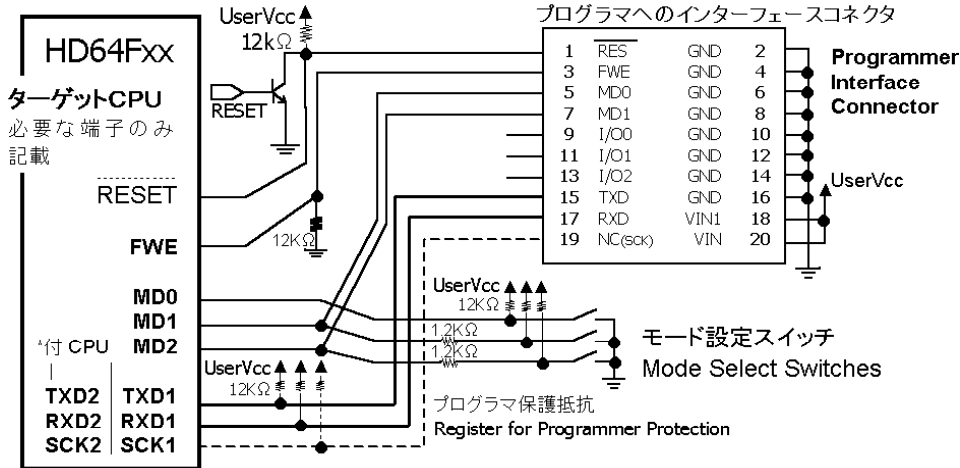 プログラマへのインターフェースコネクタ
UserVcc
12kΩ
HD64Fxx
ターゲットCPU
必要な端子のみ
記載
RESET
1 RES GND 2
3 FWE GND 4
5 MD0 GND 6
7 MD1 GND 8
9 I/O0 GND 10
11 I/O1 GND 12
13 I/O2 GND 14
15 TXD GND 16
17 RXD VIN1 18
19 NC(SCK) VIN 20
Programmer
Interface
Connector
UserVcc
RESET
12KΩ
FWE
MD0
MD1
MD2
UserVcc
12KΩ
1.2KΩ
1.2KΩ
モード設定スイッチ
Mode Select Switches
*付 CPU
UserVcc
12KΩ
TXD2 TXD1
RXD2 RXD1
SCK2 SCK1
プログラマ保護抵抗
Register for Programmer Protection